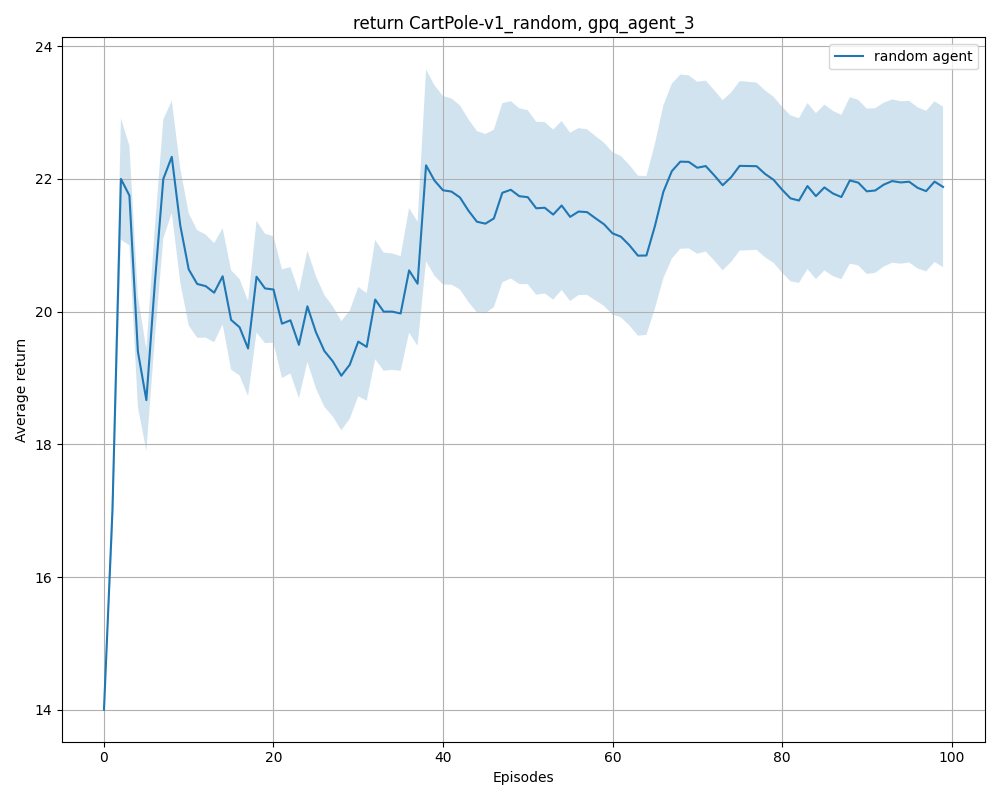 return CartPole-v1_random, gpq_agent_3
random agent
24
22
20
18
16
14
Average return
0 20 40 60 80 100
Episodes